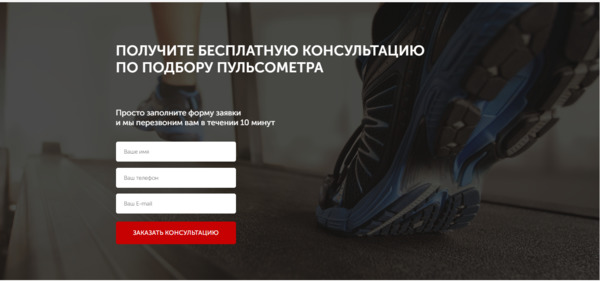 ПОЛУЧИТЕ БЕСПЛАТНУЮ КОНСУЛЬТАЦИЮ
ПО ПОДБОРУ ПУЛЬСОМЕТРА
Просто заполните форму заявки
и мы перезвоним вам в течении 10 минут
Ваше имя
Ваш телефон
Ваш E-mail
ЗАКАЗАТЬ КОНСУЛЬТАЦИЮ